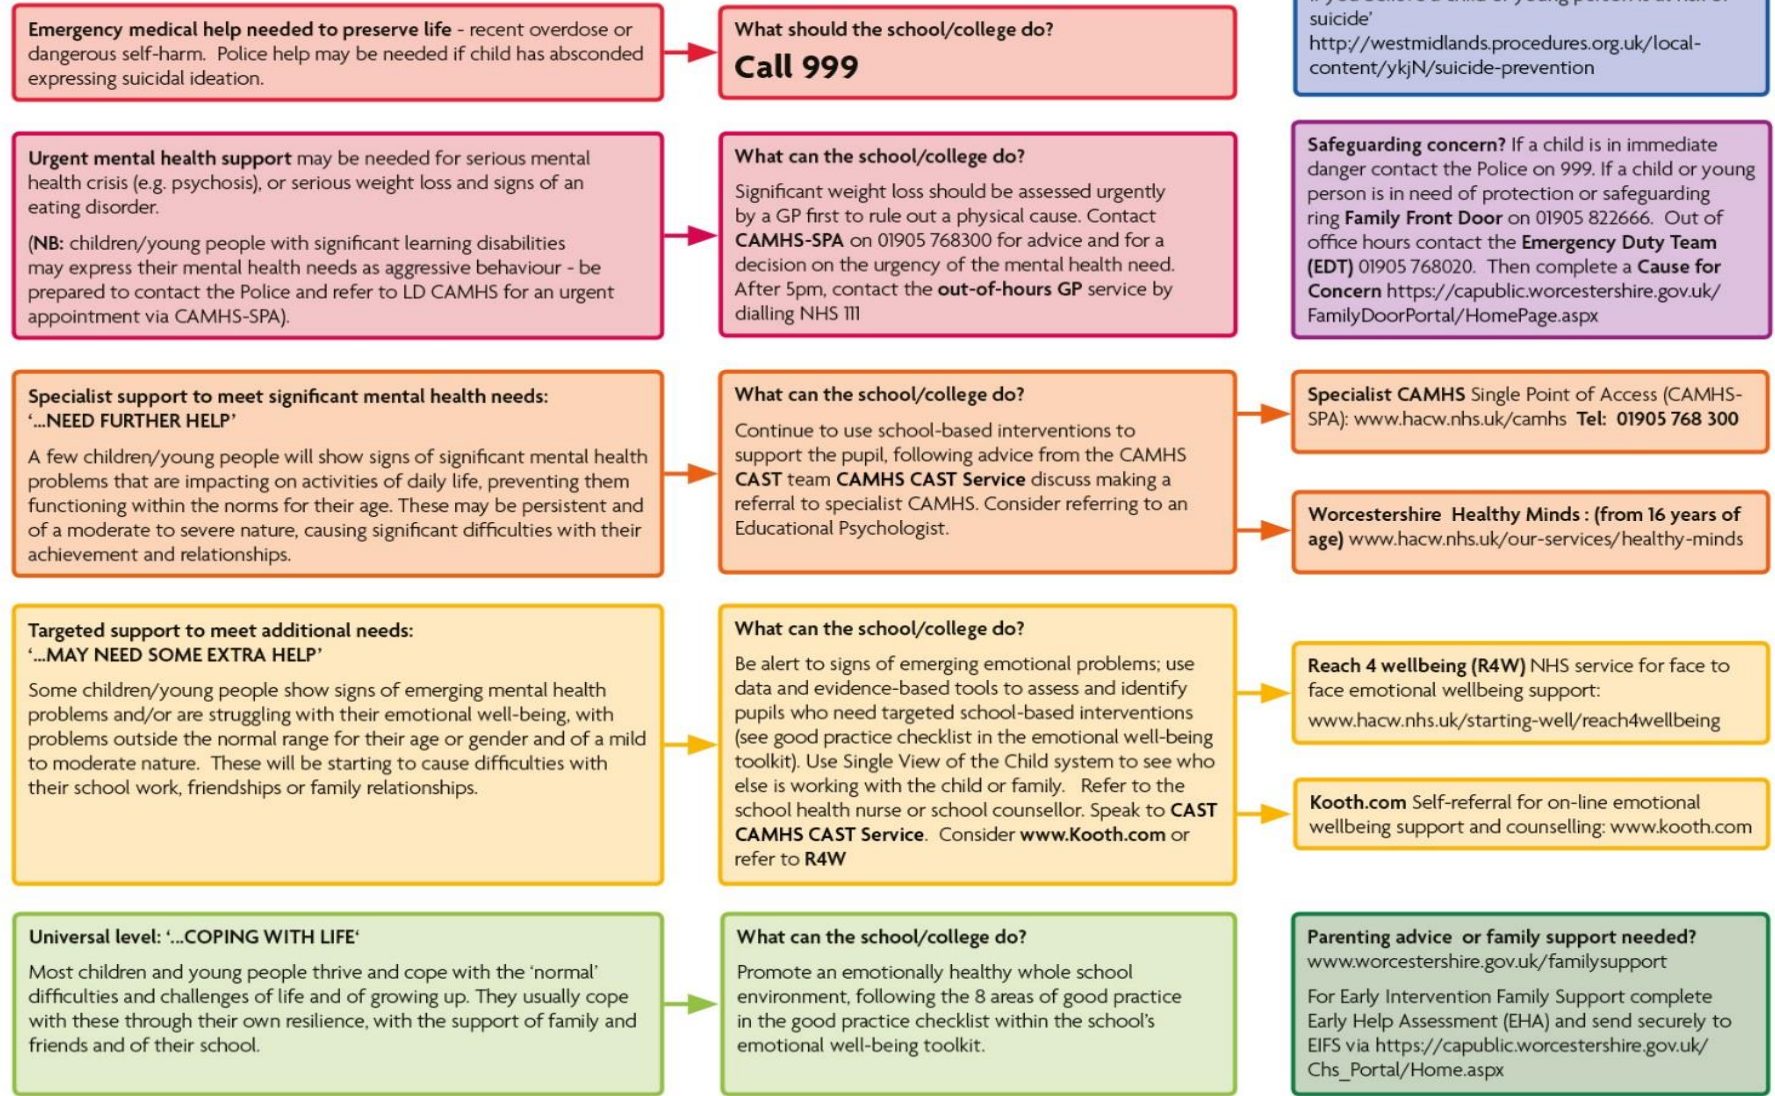 Emergency medical help needed to preserve life - recent overdose or
dangerous self-harm. Police help may be needed if child has absconded
expressing suicidal ideation.
What should the school/college do?
Call 999
suicide'
http://westmidlands.procedures.org.uk/local-
content/ykjN/suicide-prevention
Urgent mental health support may be needed for serious mental
health crisis (e.g. psychosis), or serious weight loss and signs of an
eating disorder.
(NB: children/young people with significant learning disabilities
may express their mental health needs as aggressive behaviour - be
prepared to contact the Police and refer to LD CAMHS for an urgent
appointment via CAMHS-SPA).
What can the school/college do?
Significant weight loss should be assessed urgently
by a GP first to rule out a physical cause. Contact
CAMHS-SPA on 01905 768300 for advice and for a
decision on the urgency of the mental health need.
After 5pm, contact the out-of-hours GP service by
dialling NHS 111
Safeguarding concern? If a child is in immediate
danger contact the Police on 999. If a child or young
person is in need of protection or safeguarding
ring Family Front Door on 01905 822666. Out of
office hours contact the Emergency Duty Team
(EDT) 01905 768020. Then complete a Cause for
Concern https://capublic.worcestershire.gov.uk/
FamilyDoorPortal/HomePage.aspx
Specialist support to meet significant mental health needs:
‘...NEED FURTHER HELP’
A few children/young people will show signs of significant mental health
problems that are impacting on activities of daily life, preventing them
functioning within the norms for their age. These may be persistent and
of a moderate to severe nature, causing significant difficulties with their
achievement and relationships.
What can the school/college do?
Continue to use school-based interventions to
support the pupil, following advice from the CAMHS
CAST team CAMHS CAST Service discuss making a
referral to specialist CAMHS. Consider referring to an
Educational Psychologist.
Specialist CAMHS Single Point of Access (CAMHS-
SPA): www.hacw.nhs.uk/camhs Tel: 01905 768 300
Worcestershire Healthy Minds : (from 16 years of
age) www.hacw.nhs.uk/our-services/healthy-minds
Targeted support to meet additional needs:
‘...MAY NEED SOME EXTRA HELP’
Some children/young people show signs of emerging mental health
problems and/or are struggling with their emotional well-being, with
problems outside the normal range for their age or gender and of a mild
to moderate nature. These will be starting to cause difficulties with
their school work, friendships or family relationships.
What can the school/college do?
Be alert to signs of emerging emotional problems; use
data and evidence-based tools to assess and identify
pupils who need targeted school-based interventions
(see good practice checklist in the emotional well-being
toolkit). Use Single View of the Child system to see who
else is working with the child or family. Refer to the
school health nurse or school counsellor. Speak to CAST
CAMHS CAST Service. Consider www.Kooth.com or
refer to R4W
Reach 4 wellbeing (R4W) NHS service for face to
face emotional wellbeing support:
www.hacw.nhs.uk/starting-well/reach4wellbeing
Kooth.com Self-referral for on-line emotional
wellbeing support and counselling: www.kooth.com
Universal level: ‘...COPING WITH LIFE‘
Most children and young people thrive and cope with the ‘normal’
difficulties and challenges of life and of growing up. They usually cope
with these through their own resilience, with the support of family and
friends and of their school.
What can the school/college do?
Promote an emotionally healthy whole school
environment, following the 8 areas of good practice
in the good practice checklist within the school’s
emotional well-being toolkit.
Parenting advice or family support needed?
www.worcestershire.gov.uk/familysupport
For Early Intervention Family Support complete
Early Help Assessment (EHA) and send securely to
EIFS via https://capublic.worcestershire.gov.uk/
Chs_Portal/Home.aspx